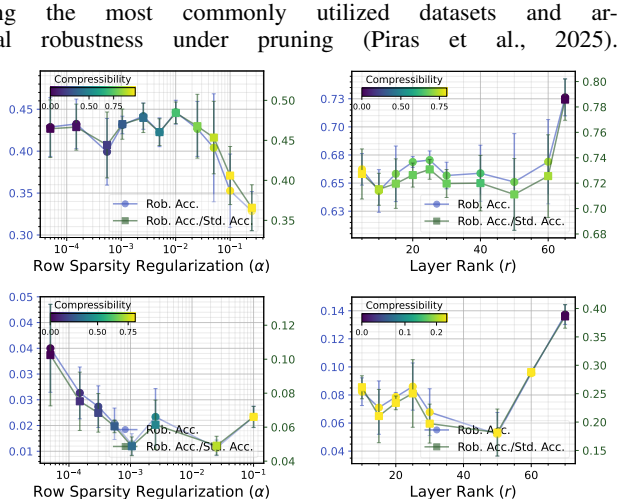 ng the most commonly utilized datasets and ar-
al robustness under pruning (Piras et al., 2025).
Compressibility
0.00 0.50 0.75
0.45
0.40
0.35
0.30
0.50
0.45
0.40
0.35
Rob. Acc.
Rob. Acc./Std. Acc.
10⁻⁴ 10⁻³ 10⁻² 10⁻¹
Row Sparsity Regularization (α)
Compressibility
0.00 0.50 0.75
0.73
0.70
0.68
0.65
0.63
0.80
0.78
0.76
0.74
0.72
0.70
0.68
Rob. Acc.
Rob. Acc./Std. Acc.
20 40 60
Layer Rank (r)
Compressibility
0.00 0.50 0.75
0.05
0.04
0.04
0.03
0.03
0.02
0.01
0.12
0.10
0.08
0.06
0.04
Rob. Acc.
Rob. Acc./Std. Acc.
10⁻⁴ 10⁻³ 10⁻² 10⁻¹
Row Sparsity Regularization (α)
Compressibility
0.0 0.1 0.2
0.14
0.12
0.10
0.08
0.06
0.04
0.40
0.35
0.30
0.25
0.20
0.15
Rob. Acc.
Rob. Acc./Std. Acc.
20 40 60
Layer Rank (r)